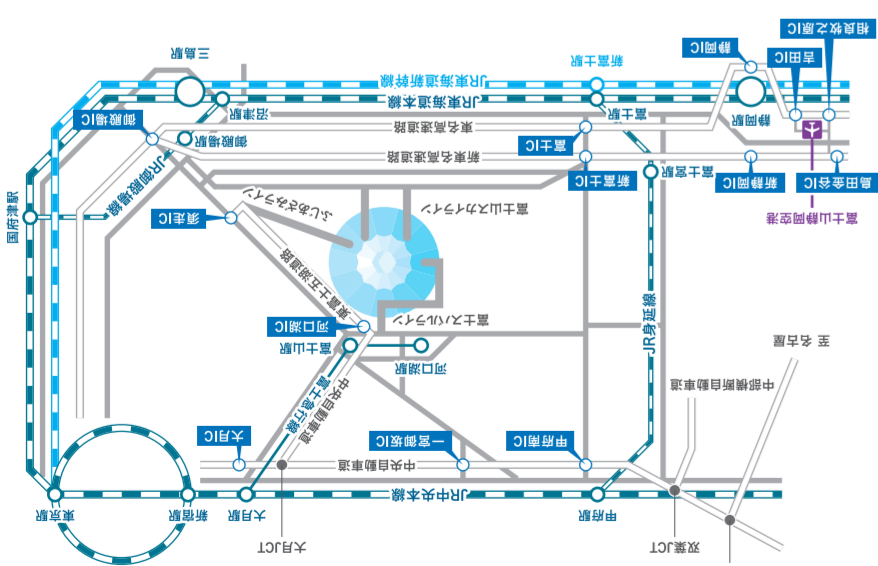 三島駅
JR東海道新幹線
新富士駅
静岡IC
吉田IC
相良牧之原IC
JR東海道本線
御殿場IC
沼津駅
富士駅
静岡駅
御殿場駅
東名高速道路
富士IC
新東名高速道路
JR御殿場線
新富士IC
富士宮駅
新静岡IC
島田金谷IC
国府津駅
須走IC
ふじあざみライン
富士山スカイライン
富士山静岡空港
東富士五湖道路
河口湖IC
富士スバルライン
JR身延線
富士山駅
河口湖駅
至 名古屋
中央自動車道
富士急行線
中部横断自動車道
大月IC
一宮御坂IC
甲府南IC
中央自動車道
JR中央本線
東京駅
新宿駅
大月駅
甲府駅
大月JCT
双葉JCT